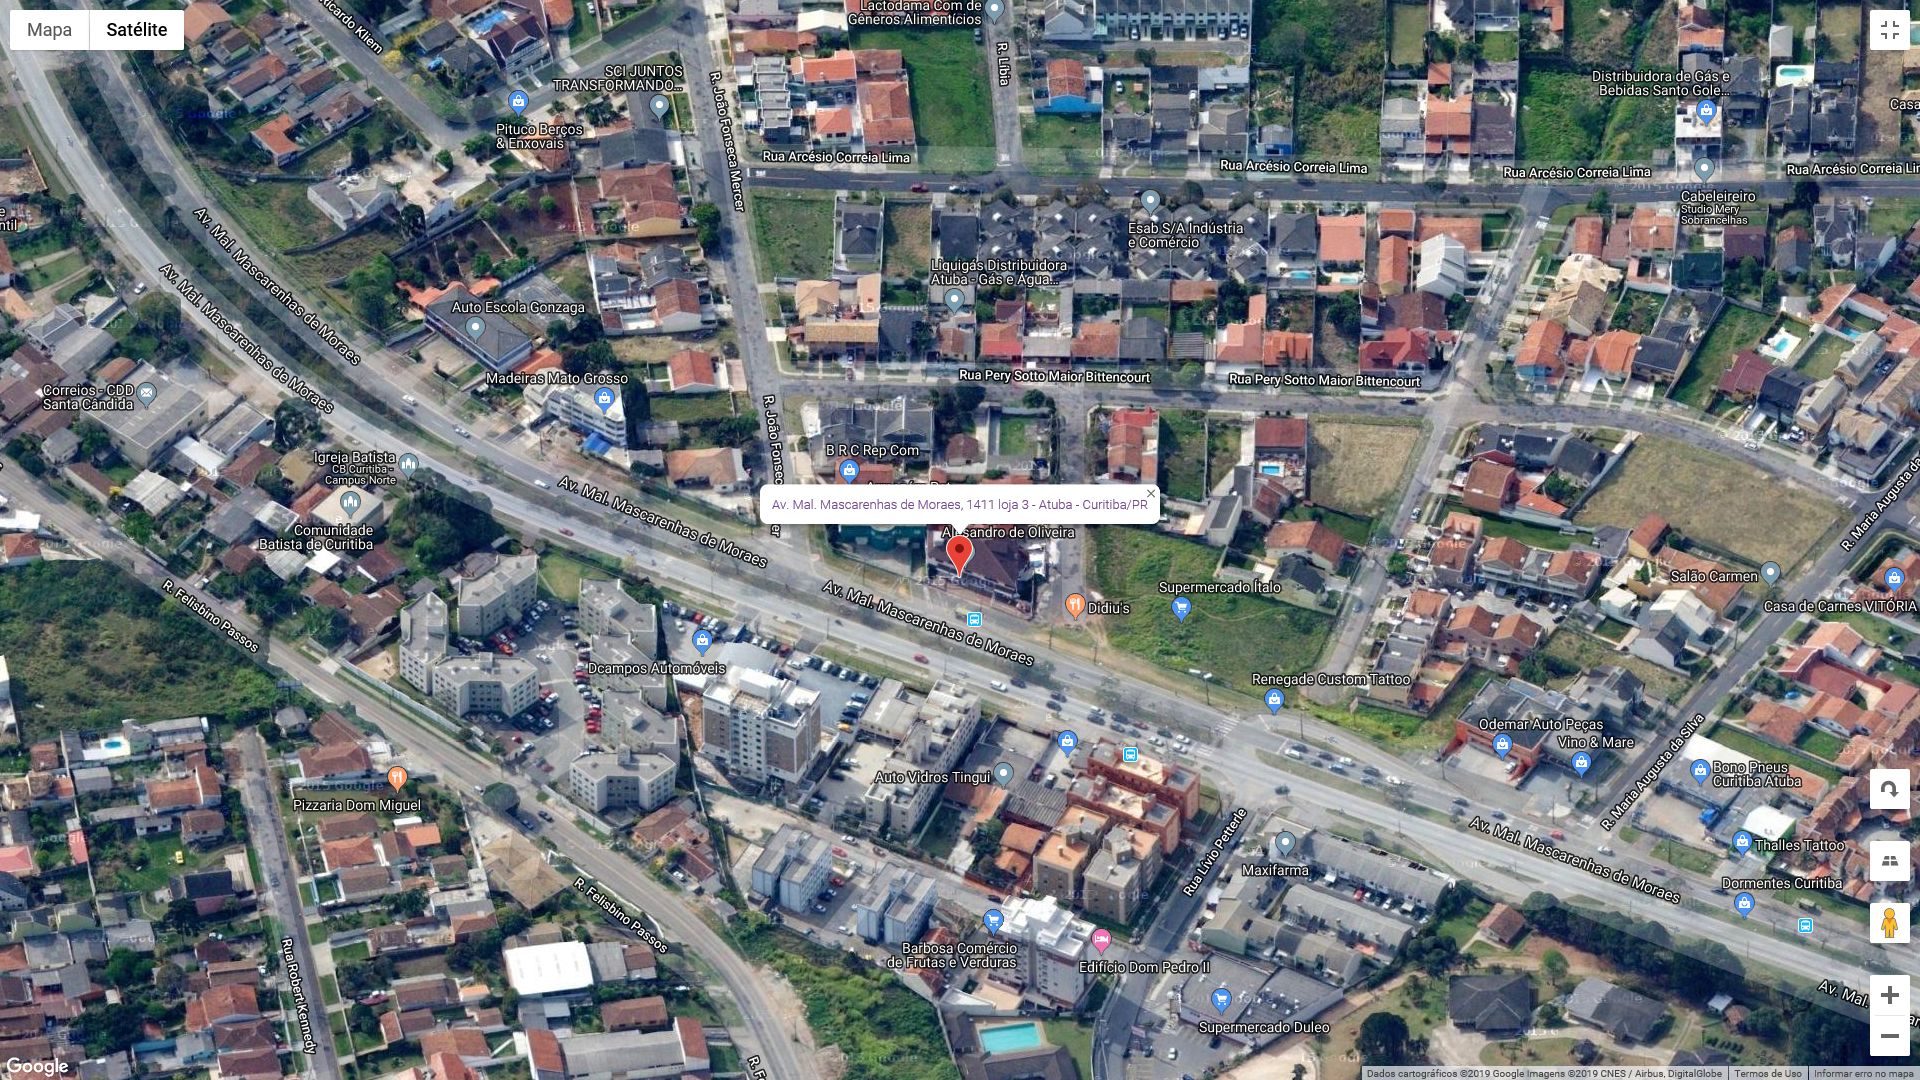 Mapa
Satélite
Ricardo Kliem
Lactodama Com de
Gêneros Alimentícios
R. Líbia
SCI JUNTOS
TRANSFORMANDO...
Pituco Berços
& Enxovais
R. João Fonseca Mercer
Distribuidora de Gás e
Bebidas Santo Gole...
Rua Arcésio Correia Lima
Rua Arcésio Correia Lima
Rua Arcésio Correia Lima
Rua Arcésio Correia Lim
Cabeleireiro
Studio Mery
Sobrancelhas
Esab S/A Indústria
e Comércio
Liquigás Distribuidora
Atuba - Gás e Água...
Av. Mal. Mascarenhas de Moraes
Av. Mal. Mascarenhas de Moraes
Auto Escola Gonzaga
Madeiras Mato Grosso
Correios - CDD
Santa Cândida
Rua Pery Sotto Maior Bittencourt
Rua Pery Sotto Maior Bittencourt
Igreja Batista
CB Curitiba -
Campus Norte
Comunidade
Batista de Curitiba
B R C Rep Com
Av. Mal. Mascarenhas de Moraes, 1411 loja 3 - Atuba - Curitiba/PR
Alesandro de Oliveira
Av. Mal. Mascarenhas de Moraes
Av. Mal. Mascarenhas de Moraes
R. Maria Augusta da
Didiu's
Supermercado Ítalo
Salão Carmen
Casa de Carnes VITÓRIA
R. Felisbino Passos
Dcampos Automóveis
Renegade Custom Tattoo
Odemar Auto Peças
Vino & Mare
R. Maria Augusta da Silva
Bono Pneus
Curitiba Atuba
Auto Vidros Tingui
Pizzaria Dom Miguel
Rua Lívio Petterle
Maxifarma
Av. Mal. Mascarenhas de Moraes
Thalles Tattoo
Dormentes Curitiba
R. Felisbino Passos
Rua Robert Kennedy
Barbosa Comércio
de Frutas e Verduras
Edifício Dom Pedro II
Supermercado Duleo
Av. Mal.
Google
Dados cartográficos ©2019 Google Imagens ©2019 CNES / Airbus, DigitalGlobe
Termos de Uso
Informar erro no mapa